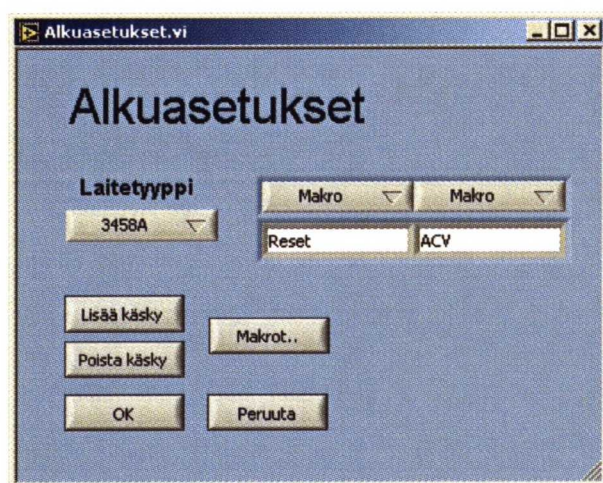 Alkuasetukset.vi
Alkuasetukset
Laitetyyppi
3458A
Makro Makro
Reset ACV
Lisää käsky
Poista käsky
Makrot..
OK Peruuta